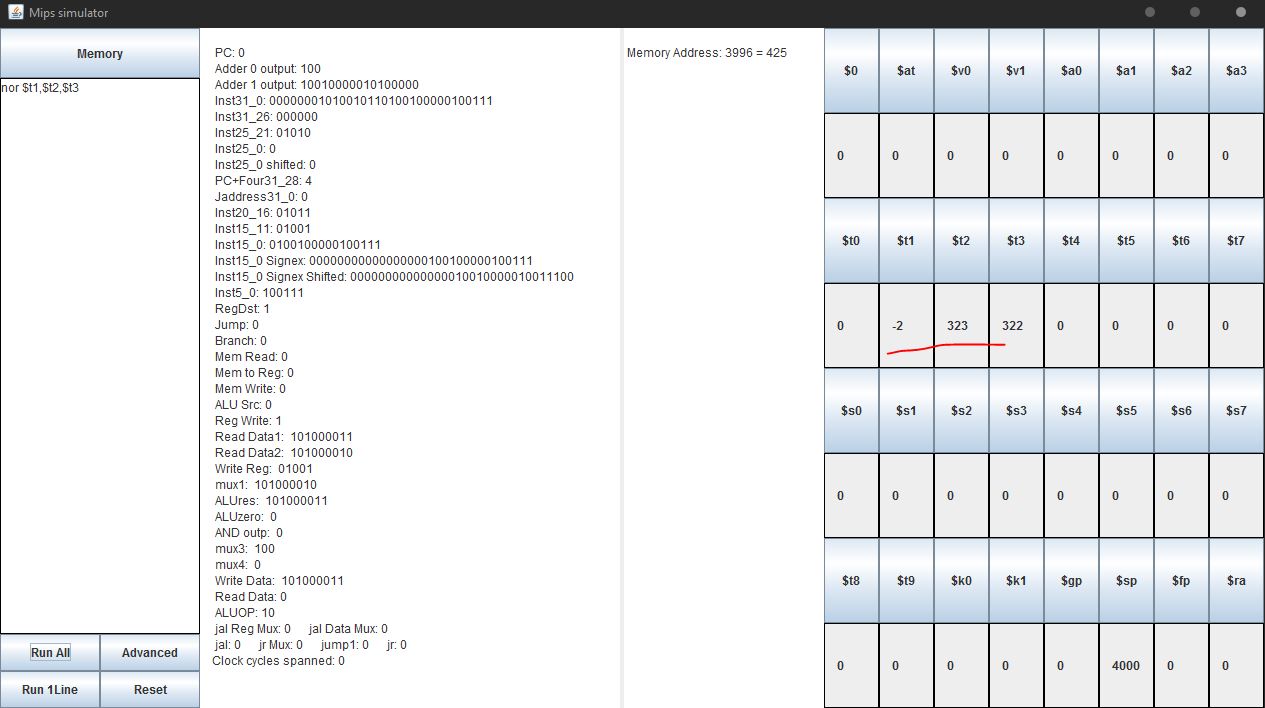 Mips simulator
Memory
nor $t1,$t2,$t3
Run All
Advanced
Run 1Line
Reset
PC: 0
Adder 0 output: 100
Adder 1 output: 10010000010100000
Inst31_0: 00000001010010110100100000100111
Inst31_26: 000000
Inst25_21: 01010
Inst25_0: 0
Inst25_0 shifted: 0
PC+Four31_28: 4
Jaddress31_0: 0
Inst20_16: 01011
Inst15_11: 01001
Inst15_0: 0100100000100111
Inst15_0 Signex: 00000000000000000100100000100111
Inst15_0 Signex Shifted: 00000000000000010010000010011100
Inst5_0: 100111
RegDst: 1
Jump: 0
Branch: 0
Mem Read: 0
Mem to Reg: 0
Mem Write: 0
ALU Src: 0
Reg Write: 1
Read Data1: 101000011
Read Data2: 101000010
Write Reg: 01001
mux1: 101000010
ALUres: 101000011
ALUzero: 0
AND outp: 0
mux3: 100
mux4: 0
Write Data: 101000011
Read Data: 0
ALUOP: 10
jal Reg Mux: 0 jal Data Mux: 0
jal: 0 jr Mux: 0 jump1: 0 jr: 0
Clock cycles spanned: 0
Memory Address: 3996 = 425
$0 $at $v0 $v1 $a0 $a1 $a2 $a3
0 0 0 0 0 0 0 0
$t0 $t1 $t2 $t3 $t4 $t5 $t6 $t7
0 -2 323 322 0 0 0 0
$s0 $s1 $s2 $s3 $s4 $s5 $s6 $s7
0 0 0 0 0 0 0 0
$t8 $t9 $k0 $k1 $gp $sp $fp $ra
0 0 0 0 0 4000 0 0